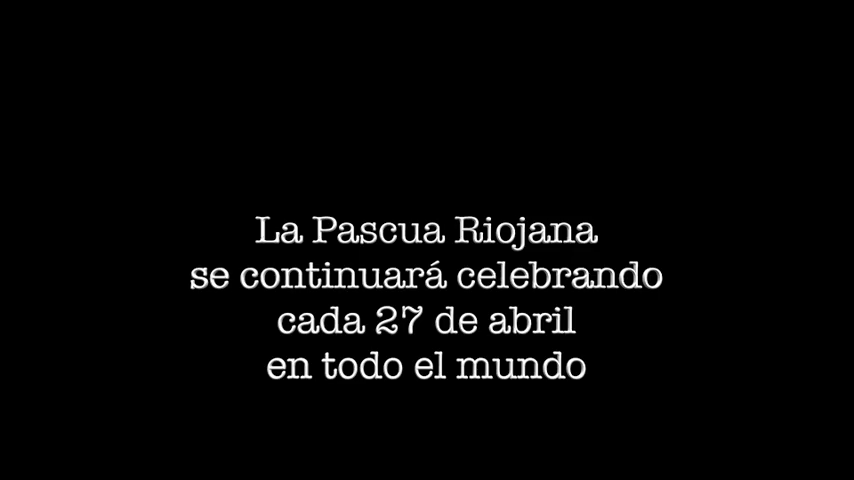 La Pascua Riojana
se continuará celebrando
cada 27 de abril
en todo el mundo